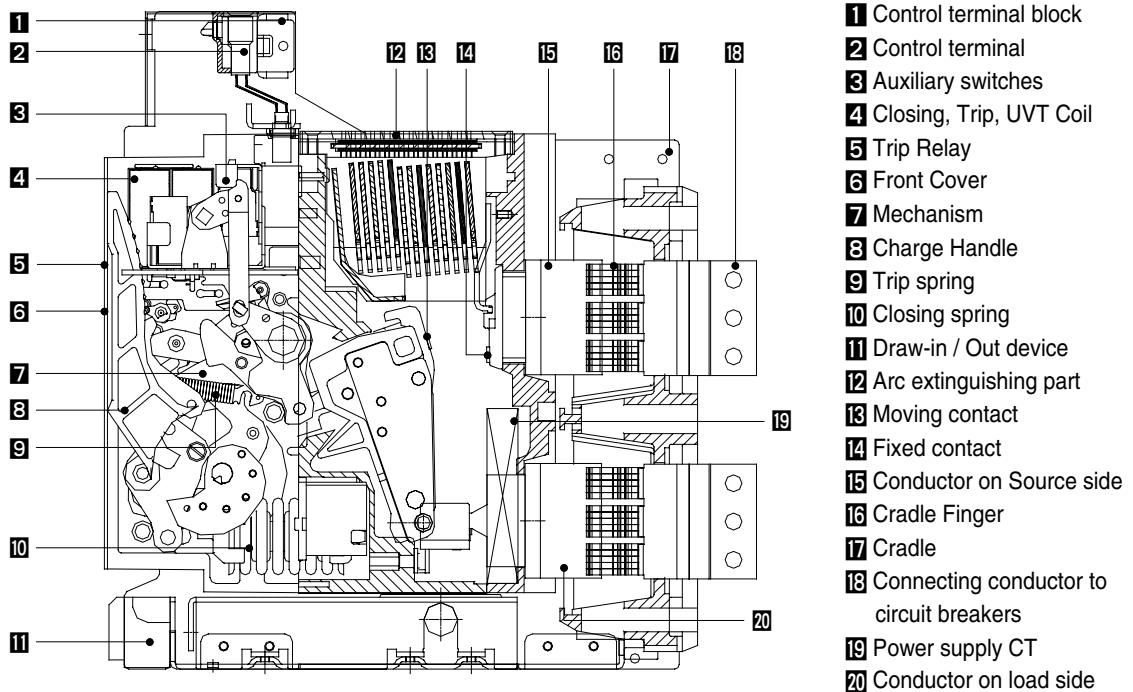 1
2
3
4
5
6
7
8
9
10
11
12 13 14 15 16 17 18
19
20
1 Control terminal block
2 Control terminal
3 Auxiliary switches
4 Closing, Trip, UVT Coil
5 Trip Relay
6 Front Cover
7 Mechanism
8 Charge Handle
9 Trip spring
10 Closing spring
11 Draw-in / Out device
12 Arc extinguishing part
13 Moving contact
14 Fixed contact
15 Conductor on Source side
16 Cradle Finger
17 Cradle
18 Connecting conductor to
circuit breakers
19 Power supply CT
20 Conductor on load side